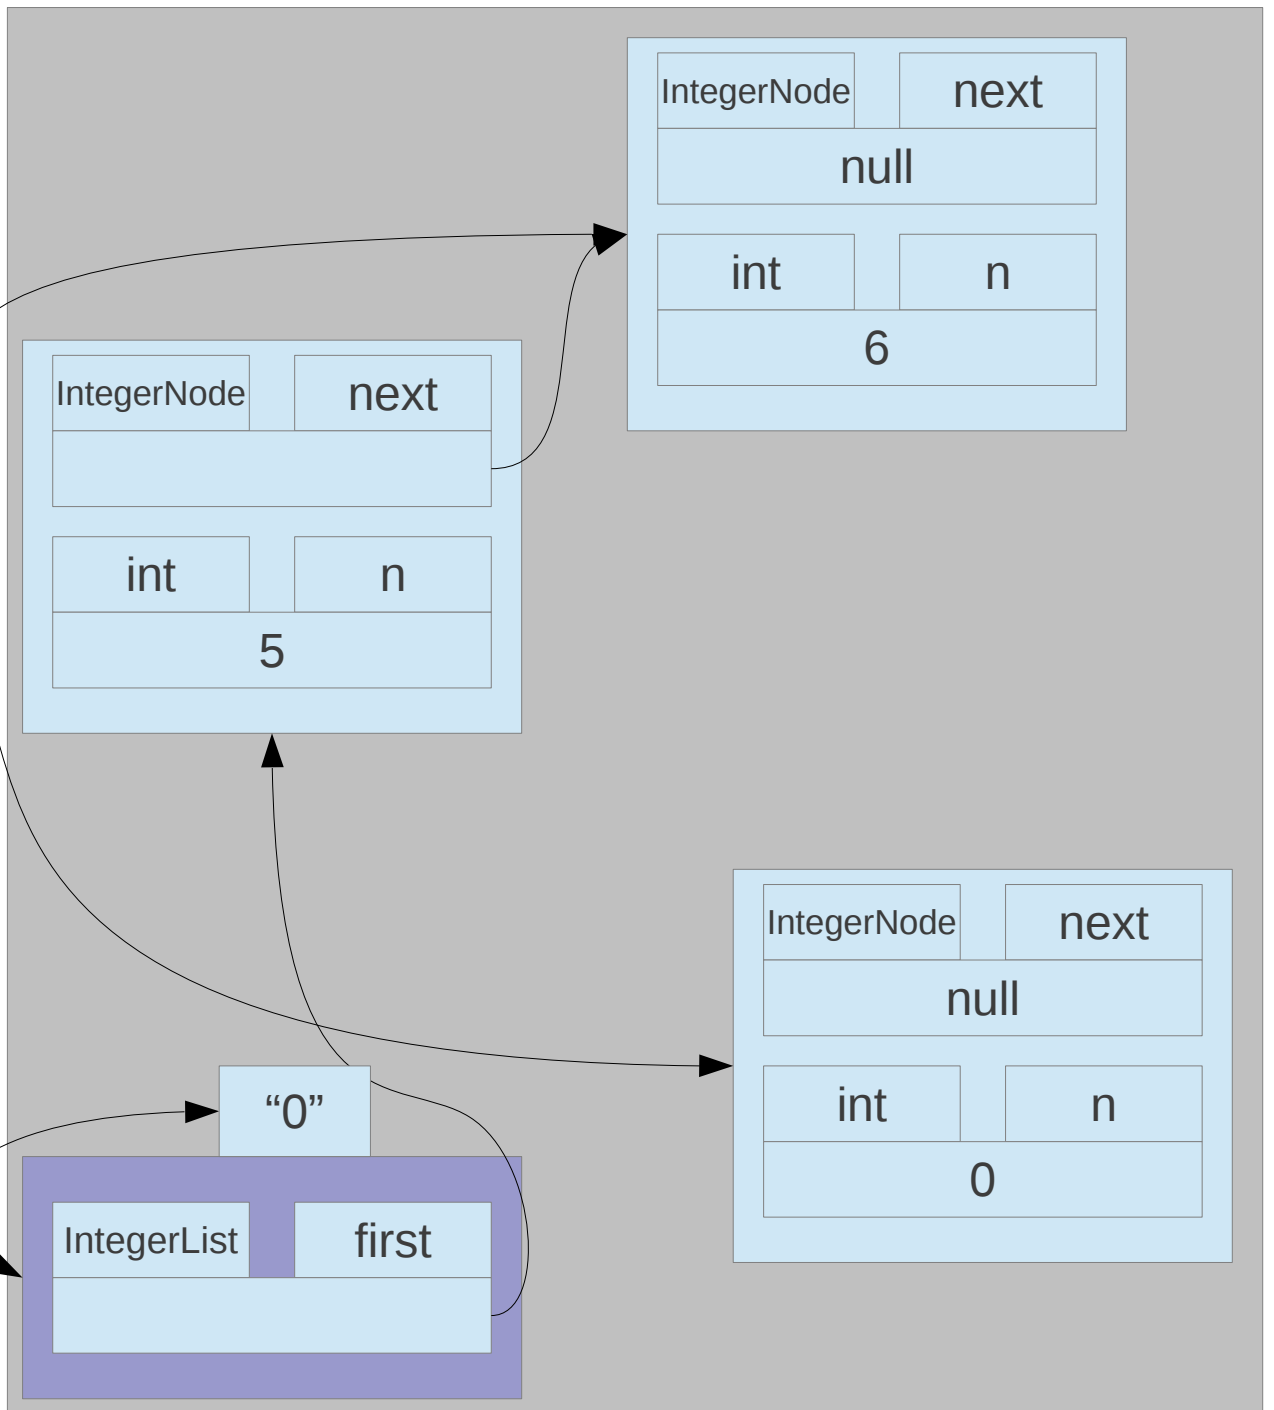 IntegerNode next
null
int n
6
IntegerNode next
int n
5
IntegerNode next
null
int n
0
“0”
IntegerList first